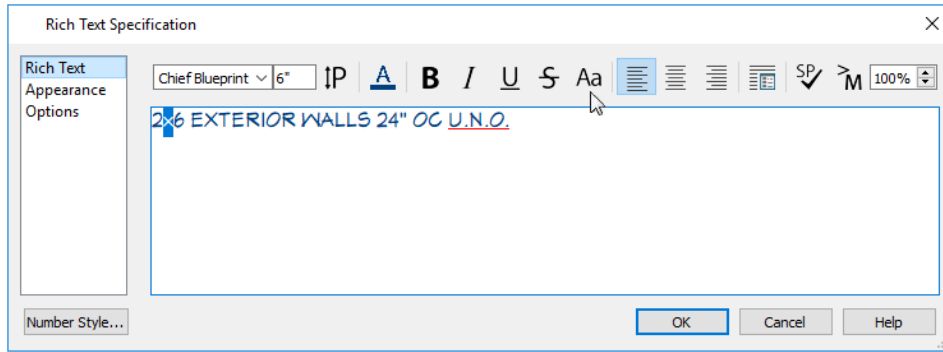 Rich Text Specification
Rich Text
Appearance
Options
Chief Blueprint 6" P A B I U S Aa SP M 100%
2x6 EXTERIOR WALLS 24" OC U.N.O.
Number Style... OK Cancel Help